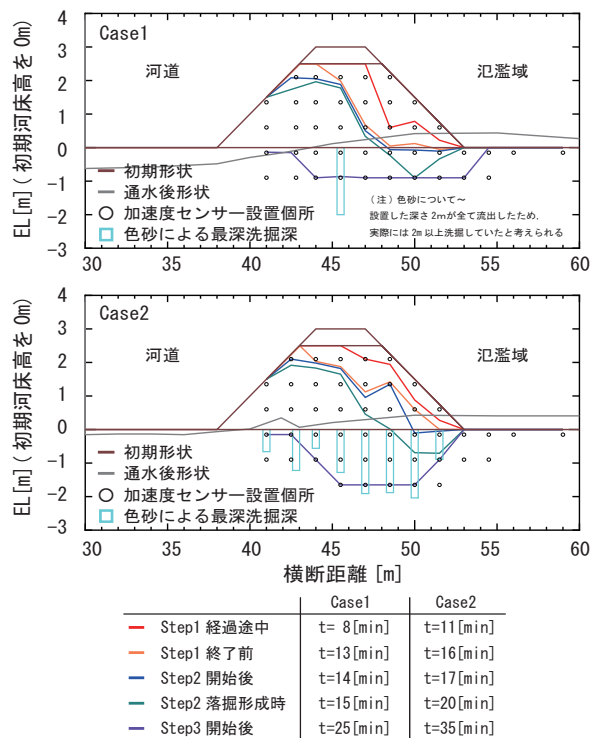 Case1
河道
氾濫域
EL[m](初期河床高を0m)
4
3
2
1
0
-1
-2
-3
初期形状
通水後形状
加速度センサー設置個所
色砂による最深洗掘深
(注)色砂について~
設置した深さ2mが全て流出したため,
実際には2m以上洗掘していたと考えられる
30 35 40 45 50 55 60
Case2
河道
氾濫域
EL[m](初期河床高を0m)
4
3
2
1
0
-1
-2
-3
初期形状
通水後形状
加速度センサー設置個所
色砂による最深洗掘深
30 35 40 45 50 55 60
横断距離 [m]
Case1 Case2
Step1 経過途中 t= 8[min] t=11[min]
Step1 終了前 t=13[min] t=16[min]
Step2 開始後 t=14[min] t=17[min]
Step2 落掘形成時 t=15[min] t=20[min]
Step3 開始後 t=25[min] t=35[min]